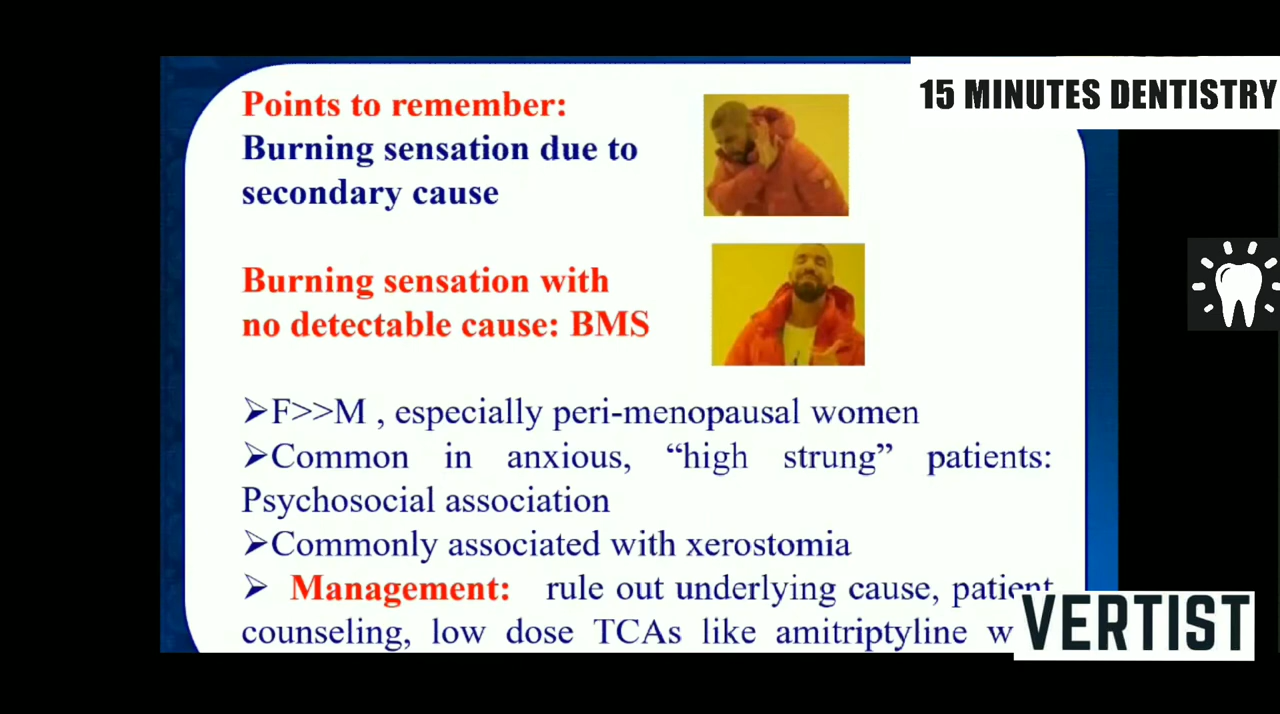 15 MINUTES DENTISTRY
Points to remember:
Burning sensation due to
secondary cause
Burning sensation with
no detectable cause: BMS
➢F>>M , especially peri-menopausal women
➢Common in anxious, “high strung” patients:
Psychosocial association
➢Commonly associated with xerostomia
➢ Management: rule out underlying cause, patient
counseling, low dose TCAs like amitriptyline
VERTIST